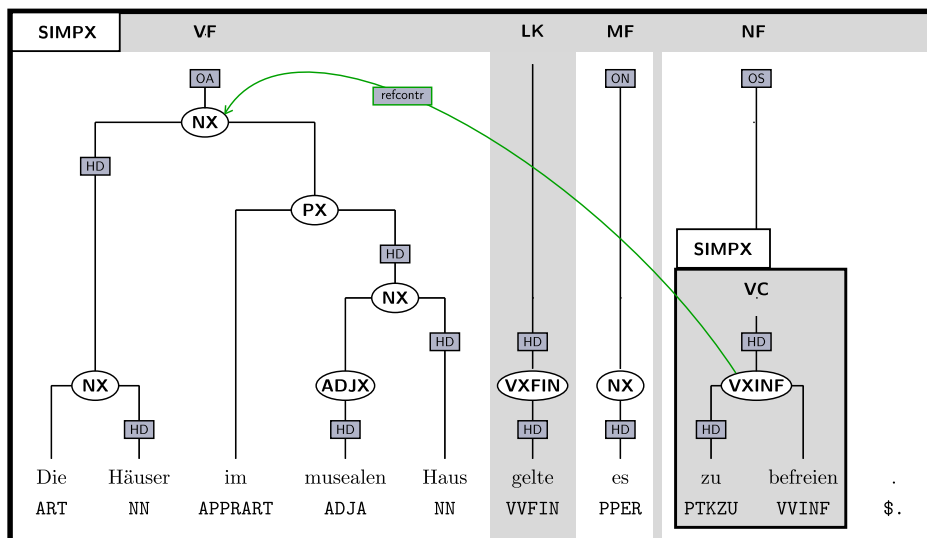 SIMPX VF LK MF NF
OA refcontr ON OS
NX
HD
PX
HD SIMPX
NX VC
HD HD HD
NX ADJX VXFIN NX VXINF
HD HD HD HD HD
Die Häuser im musealen Haus gelte es zu befreien .
ART NN APPRART ADJA NN VVFIN PPER PTKZU VVINF $.